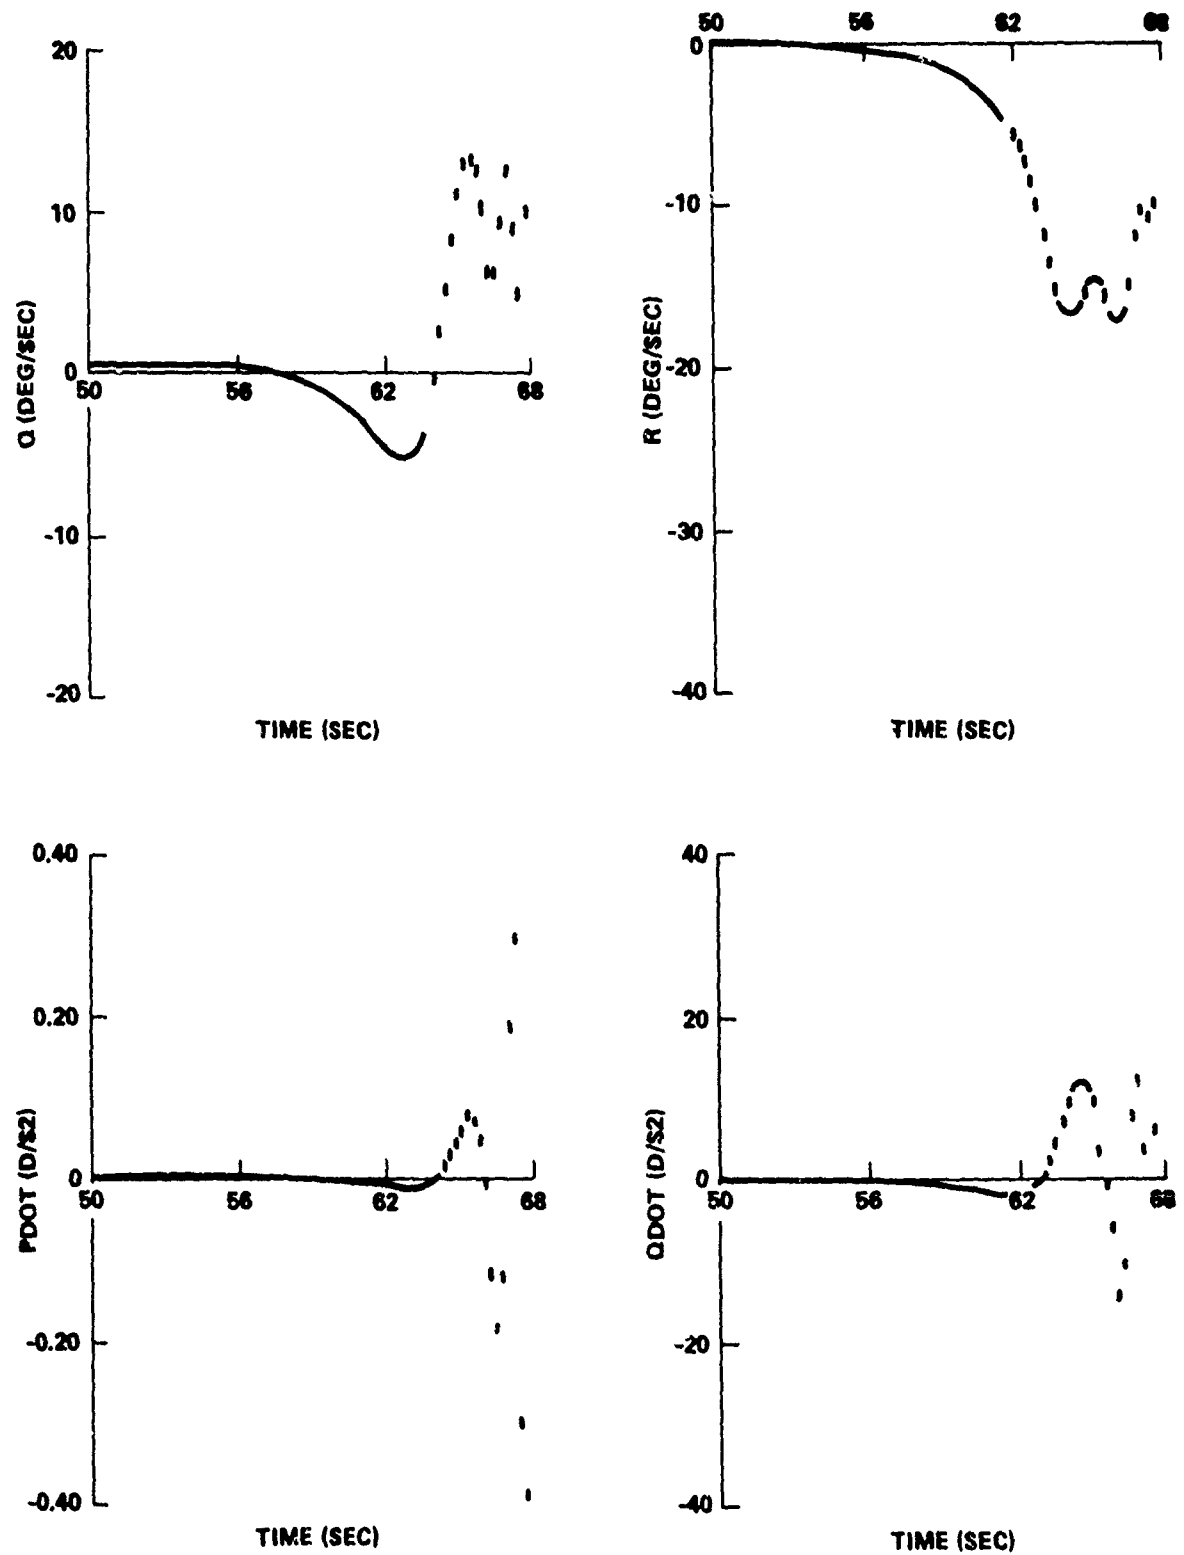 20
10
0
50 56 62 68
-10
-20
Q (DEG/SEC)
TIME (SEC)
50 56 62 68
0
-10
-20
-30
-40
R (DEG/SEC)
TIME (SEC)
0.40
0.20
0
50 56 62 68
-0.20
-0.40
PDOT (D/S2)
TIME (SEC)
40
20
0
50 56 62 68
-20
-40
QDOT (D/S2)
TIME (SEC)